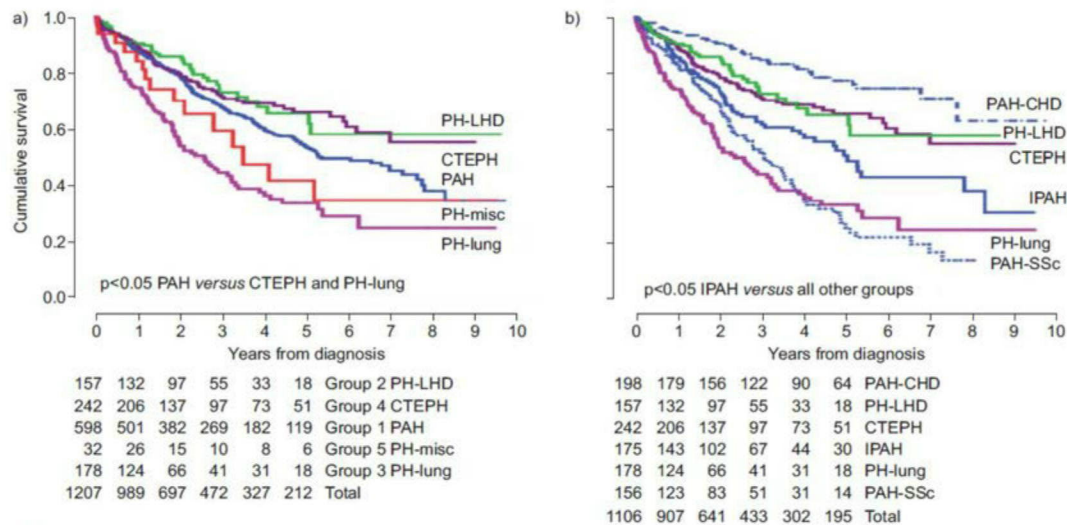 a)
1.0
0.8
0.6
0.4
0.2
0.0
Cumulative survival
PH-LHD
CTEPH
PAH
PH-misc
PH-lung
p<0.05 PAH versus CTEPH and PH-lung
0 1 2 3 4 5 6 7 8 9 10
Years from diagnosis
157 132 97 55 33 18 Group 2 PH-LHD
242 206 137 97 73 51 Group 4 CTEPH
598 501 382 269 182 119 Group 1 PAH
32 26 15 10 8 6 Group 5 PH-misc
178 124 66 41 31 18 Group 3 PH-lung
1207 989 697 472 327 212 Total
b)
PAH-CHD
PH-LHD
CTEPH
IPAH
PH-lung
PAH-SSc
p<0.05 IPAH versus all other groups
0 1 2 3 4 5 6 7 8 9 10
Years from diagnosis
198 179 156 122 90 64 PAH-CHD
157 132 97 55 33 18 PH-LHD
242 206 137 97 73 51 CTEPH
175 143 102 67 44 30 IPAH
178 124 66 41 31 18 PH-lung
156 123 83 51 31 14 PAH-SSc
1106 907 641 433 302 195 Total